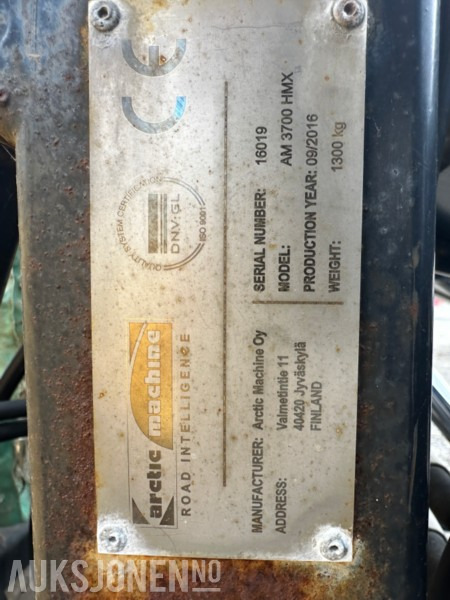 arctic machine
ROAD INTELLIGENCE
QUALITY SYSTEM CERTIFICATION
DNV·GL
ISO 9001
CE
MANUFACTURER: Arctic Machine Oy
ADDRESS: Valmetintie 11
40420 Jyväskylä
FINLAND
SERIAL NUMBER: 16019
MODEL: AM 3700 HMX
PRODUCTION YEAR: 09/2016
WEIGHT: 1300 kg
AUKSJONEN.NO